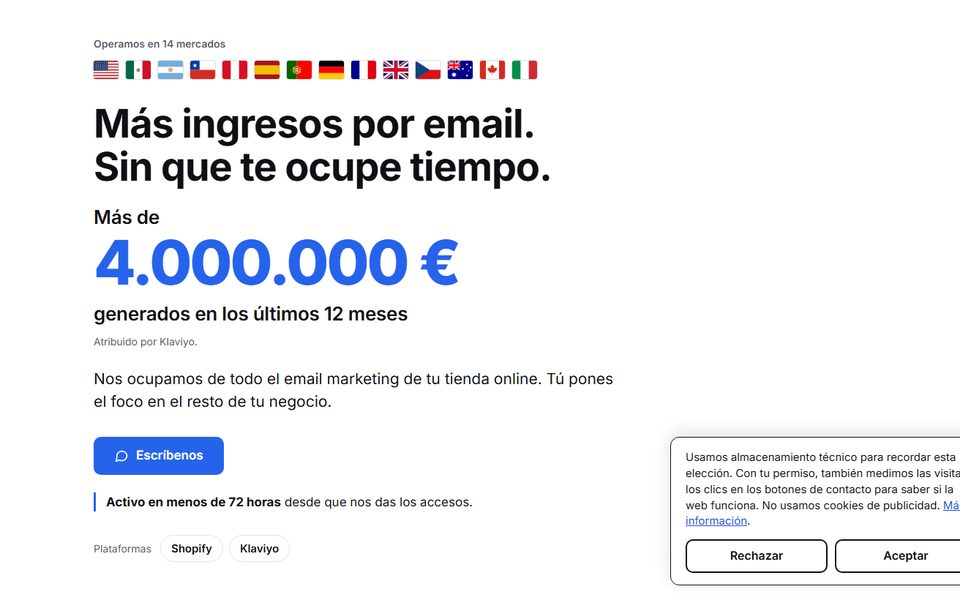 Operamos en 14 mercados
Más ingresos por email.
Sin que te ocupe tiempo.
Más de
4.000.000 €
generados en los últimos 12 meses
Atribuido por Klaviyo.
Nos ocupamos de todo el email marketing de tu tienda online. Tú pones
el foco en el resto de tu negocio.
Escríbenos
Activo en menos de 72 horas desde que nos das los accesos.
Plataformas Shopify Klaviyo
Usamos almacenamiento técnico para recordar esta
elección. Con tu permiso, también medimos las visita
los clics en los botones de contacto para saber si la
web funciona. No usamos cookies de publicidad. Má
información.
Rechazar Aceptar